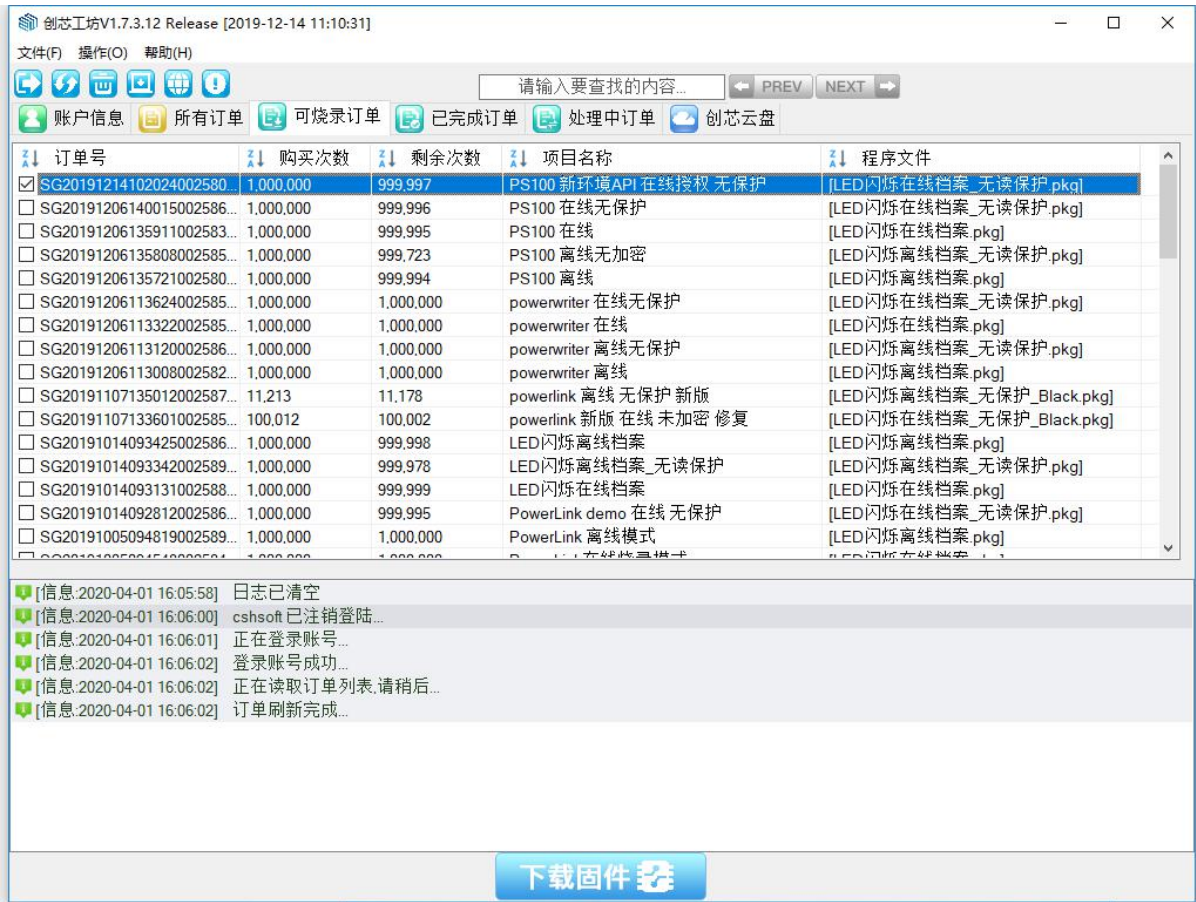 创芯工坊V1.7.3.12 Release [2019-12-14 11:10:31]
文件(F) 操作(O) 帮助(H)
请输入要查找的内容... PREV NEXT
账户信息 所有订单 可烧录订单 已完成订单 处理中订单 创芯云盘
订单号 购买次数 剩余次数 项目名称 程序文件
SG20191214102024002580... 1,000,000 999,997 PS100 新环境API 在线授权 无保护 [LED闪烁在线档案_无读保护.pkg]
SG20191206140015002586... 1,000,000 999,996 PS100 在线无保护 [LED闪烁在线档案_无读保护.pkg]
SG20191206135911002583... 1,000,000 999,995 PS100 在线 [LED闪烁在线档案.pkg]
SG20191206135808002585... 1,000,000 999,723 PS100 离线无加密 [LED闪烁离线档案_无读保护.pkg]
SG20191206135721002580... 1,000,000 999,994 PS100 离线 [LED闪烁离线档案.pkg]
SG20191206113624002585... 1,000,000 1,000,000 powerwriter 在线无保护 [LED闪烁在线档案_无读保护.pkg]
SG20191206113322002585... 1,000,000 1,000,000 powerwriter 在线 [LED闪烁在线档案.pkg]
SG20191206113120002586... 1,000,000 1,000,000 powerwriter 离线无保护 [LED闪烁离线档案_无读保护.pkg]
SG20191206113008002582... 1,000,000 1,000,000 powerwriter 离线 [LED闪烁离线档案.pkg]
SG20191107135012002587... 11,213 11,178 powerlink 离线 无保护 新版 [LED闪烁离线档案_无保护_Black.pkg]
SG20191107133601002585... 100,012 100,002 powerlink 新版 在线 未加密 修复 [LED闪烁在线档案_无保护_Black.pkg]
SG20191014093425002586... 1,000,000 999,998 LED闪烁离线档案 [LED闪烁离线档案.pkg]
SG20191014093342002589... 1,000,000 999,978 LED闪烁离线档案_无读保护 [LED闪烁离线档案_无读保护.pkg]
SG20191014093131002588... 1,000,000 999,999 LED闪烁在线档案 [LED闪烁在线档案.pkg]
SG20191014092812002586... 1,000,000 999,995 PowerLink demo 在线 无保护 [LED闪烁在线档案_无读保护.pkg]
SG20191005094819002589... 1,000,000 1,000,000 PowerLink 离线模式 [LED闪烁离线档案.pkg]
[信息:2020-04-01 16:05:58] 日志已清空
[信息:2020-04-01 16:06:00] cshsoft 已注销登陆...
[信息:2020-04-01 16:06:01] 正在登录账号...
[信息:2020-04-01 16:06:02] 登录账号成功...
[信息:2020-04-01 16:06:02] 正在读取订单列表,请稍后...
[信息:2020-04-01 16:06:02] 订单刷新完成...
下载固件